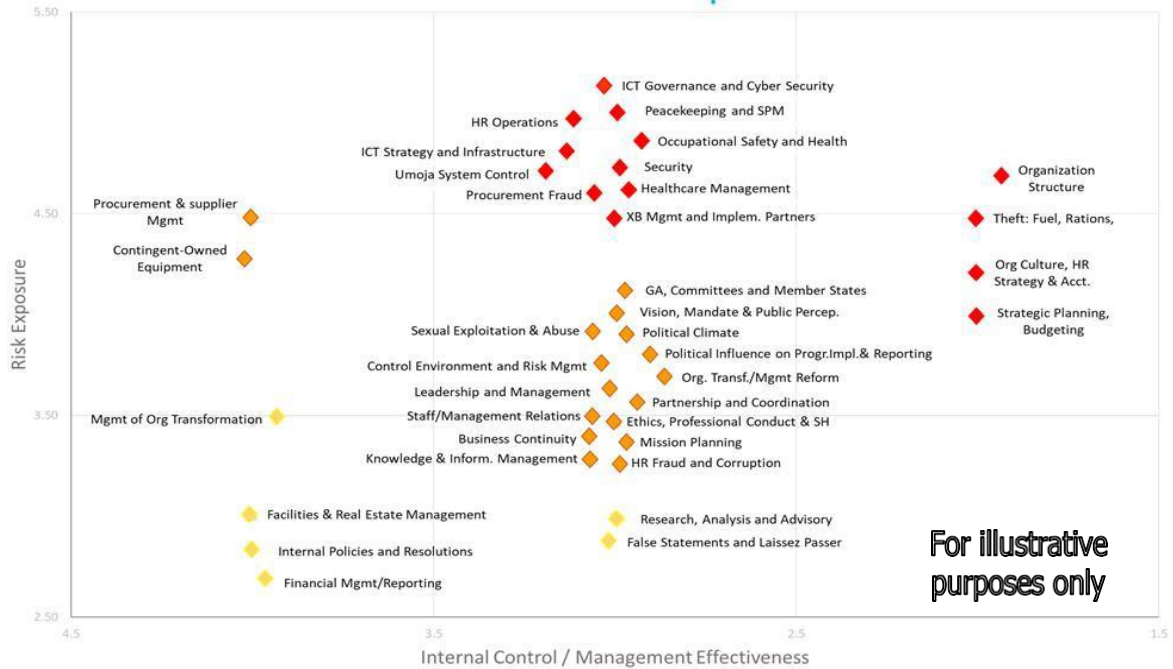 5.50
ICT Governance and Cyber Security
Peacekeeping and SPM
HR Operations
Occupational Safety and Health
ICT Strategy and Infrastructure
Security
Umoja System Control
Organization
Structure
Healthcare Management
Procurement Fraud
Procurement & supplier
Mgmt
4.50
XB Mgmt and Implem. Partners
Theft: Fuel, Rations,
Contingent-Owned
Equipment
Org Culture, HR
Strategy & Acct.
GA, Committees and Member States
Vision, Mandate & Public Percep.
Strategic Planning,
Budgeting
Sexual Exploitation & Abuse
Political Climate
Political Influence on Progr.Impl.& Reporting
Control Environment and Risk Mgmt
Org. Transf./Mgmt Reform
Leadership and Management
Partnership and Coordination
3.50
Mgmt of Org Transformation
Staff/Management Relations
Ethics, Professional Conduct & SH
Business Continuity
Mission Planning
Knowledge & Inform. Management
HR Fraud and Corruption
Facilities & Real Estate Management
Research, Analysis and Advisory
False Statements and Laissez Passer
Internal Policies and Resolutions
Financial Mgmt/Reporting
For illustrative
purposes only
2.50
4.5
3.5
2.5
1.5
Risk Exposure
Internal Control / Management Effectiveness